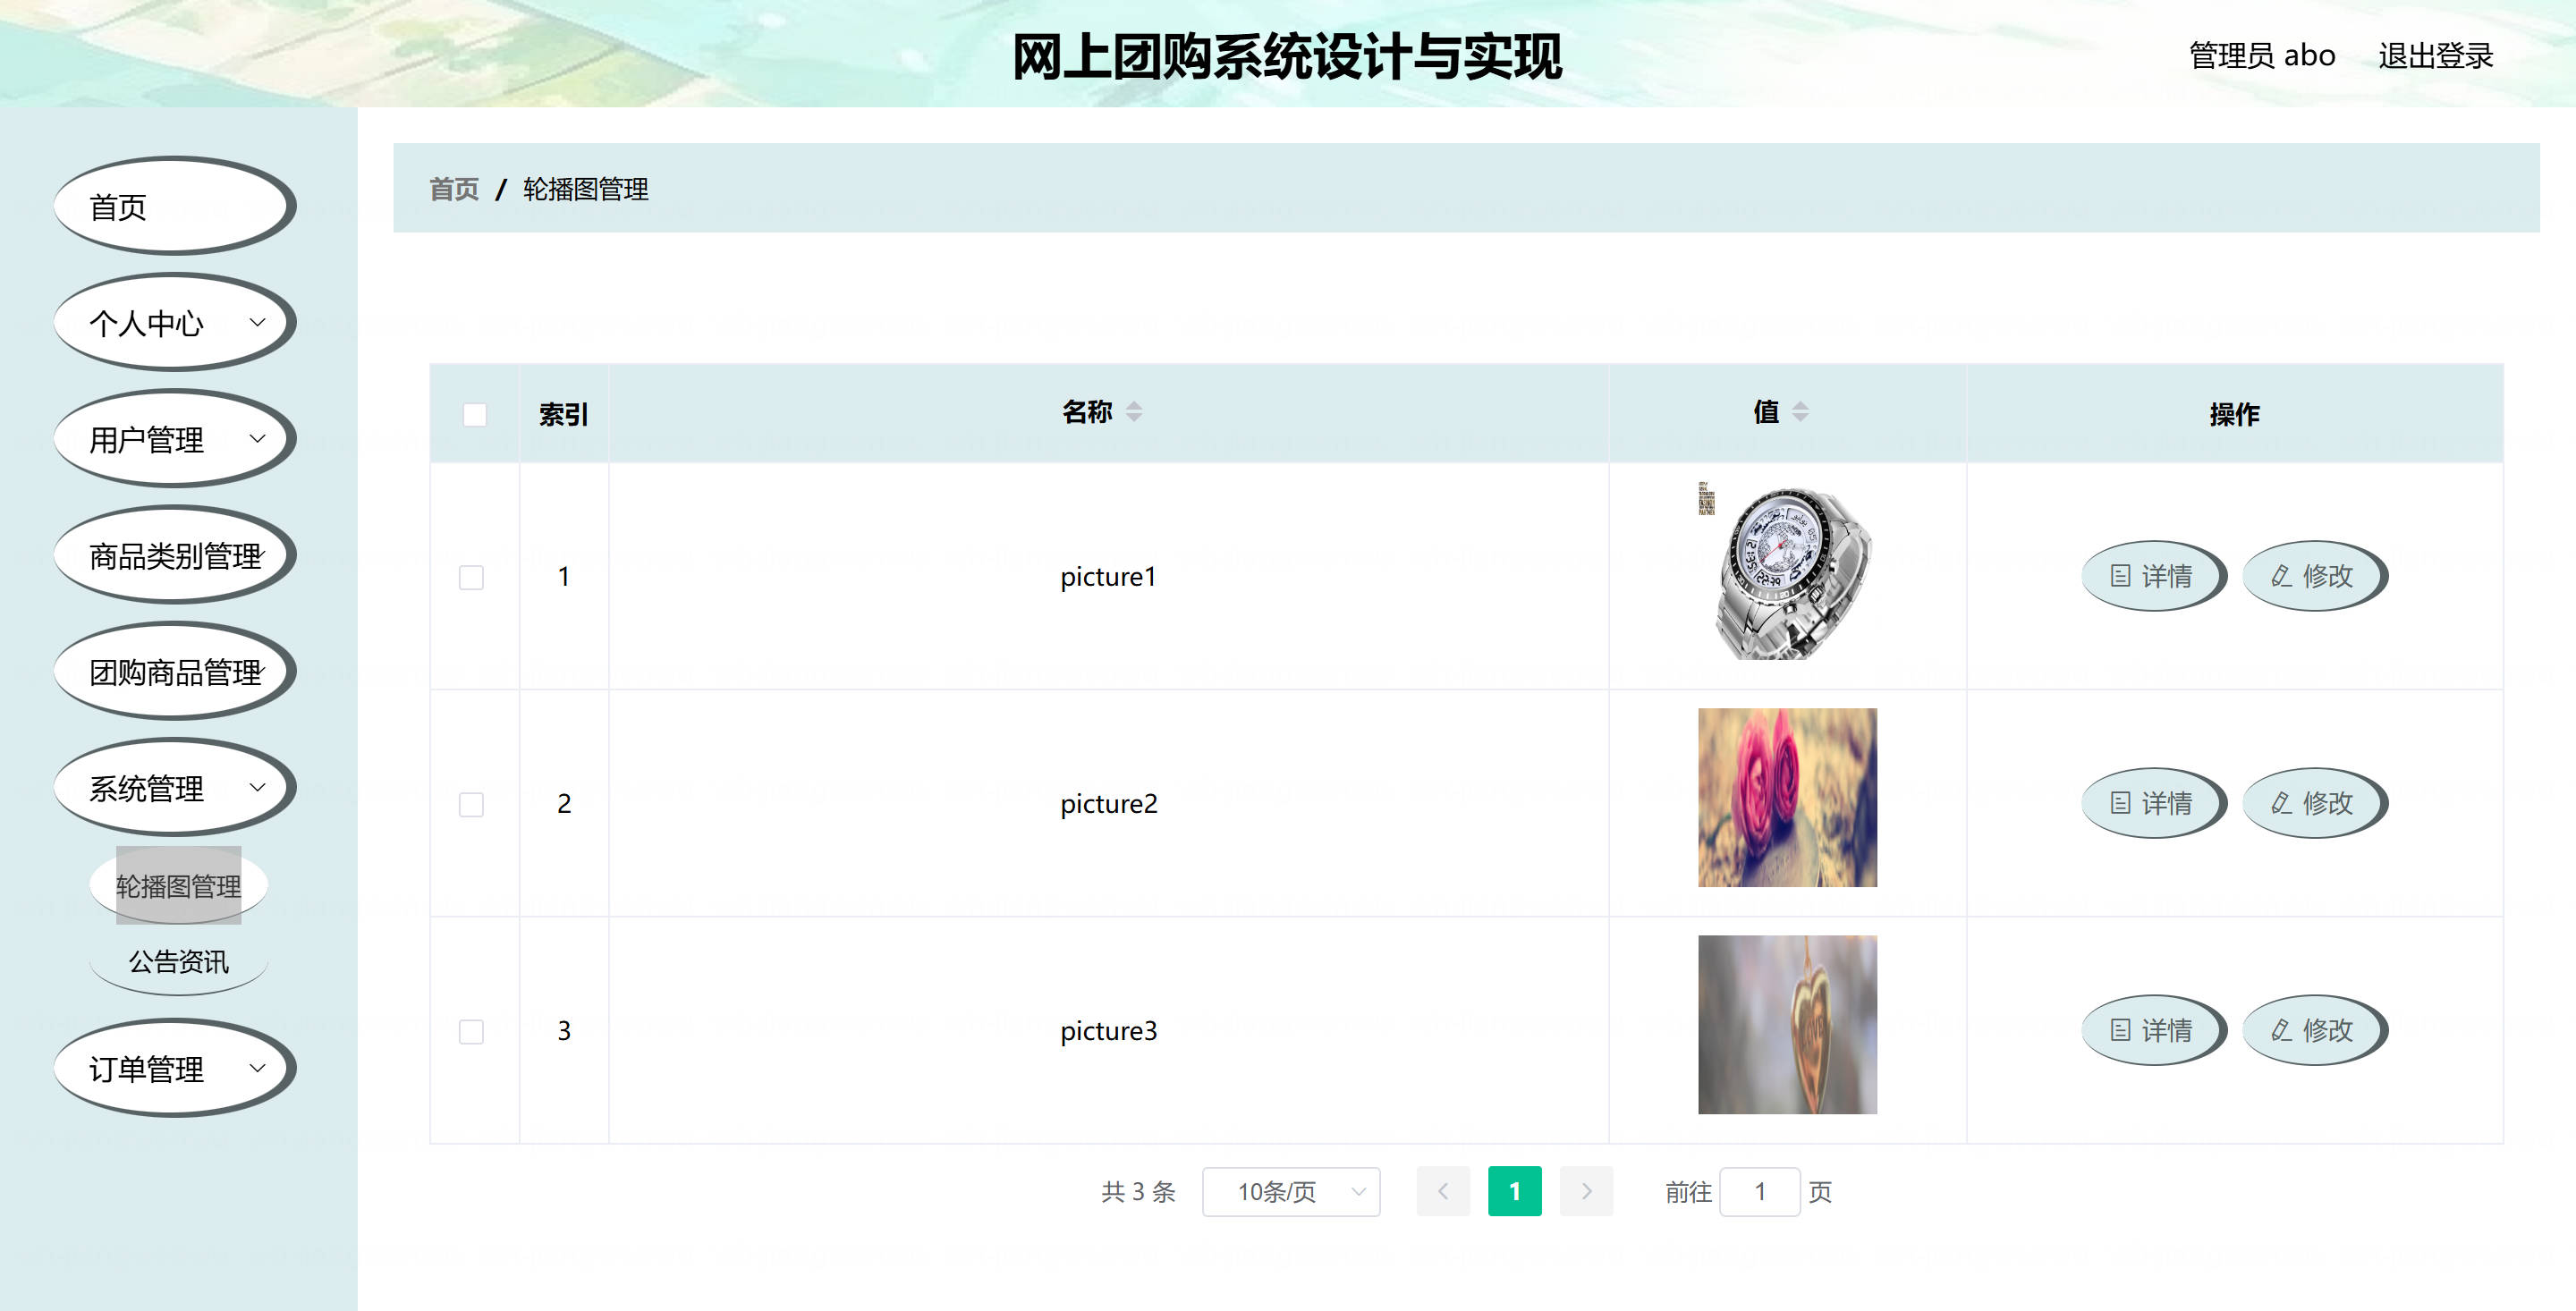 网上团购系统设计与实现
管理员 abo 退出登录
首页
个人中心
用户管理
商品类别管理
团购商品管理
系统管理
轮播图管理
公告资讯
订单管理
首页 / 轮播图管理
索引 名称 值 操作
1 picture1 详情 修改
2 picture2 详情 修改
3 picture3 详情 修改
共 3 条 10条/页 1 前往 1 页